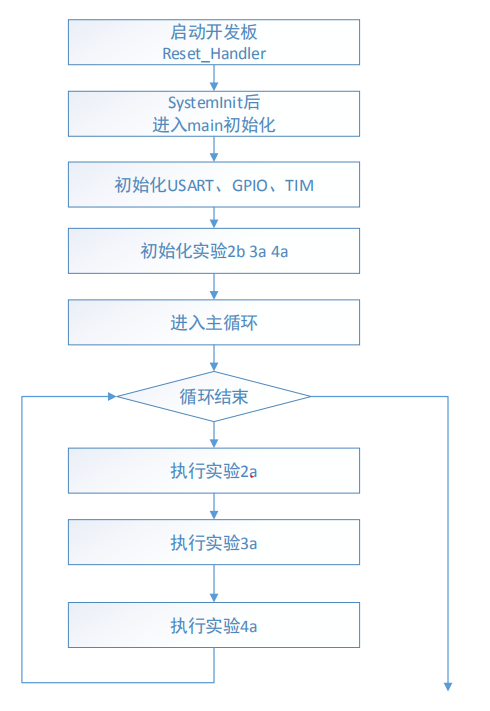 启动开发板
Reset_Handler
SystemInit后
进入main初始化
初始化USART、GPIO、TIM
初始化实验2b 3a 4a
进入主循环
循环结束
执行实验2a
执行实验3a
执行实验4a